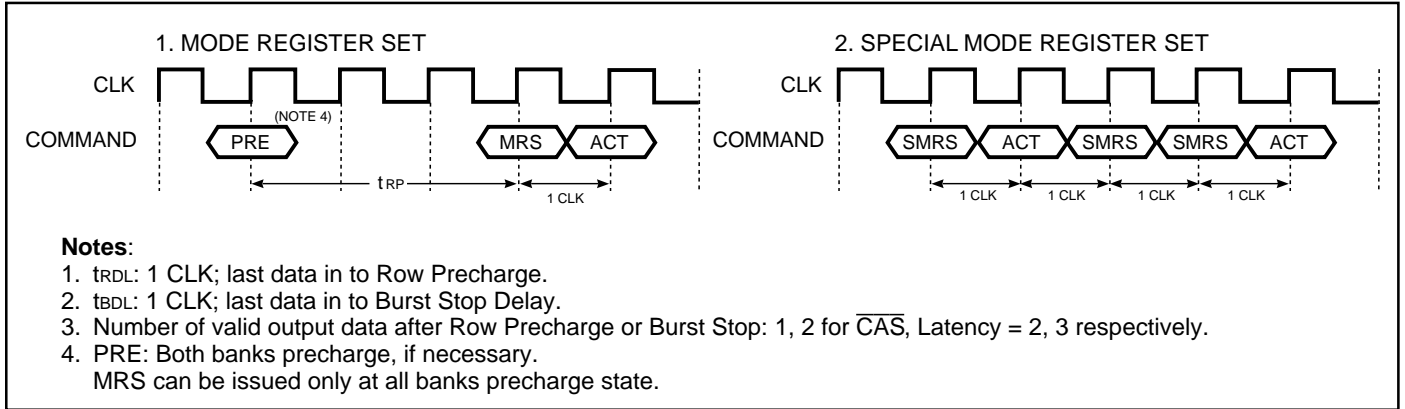 1. MODE REGISTER SET
CLK
COMMAND
(NOTE 4)
PRE
MRS
ACT
tRP
1 CLK
2. SPECIAL MODE REGISTER SET
CLK
COMMAND
SMRS
ACT
SMRS
SMRS
ACT
1 CLK
1 CLK
1 CLK
1 CLK
Notes:
1. tRDL: 1 CLK; last data in to Row Precharge.
2. tBDL: 1 CLK; last data in to Burst Stop Delay.
3. Number of valid output data after Row Precharge or Burst Stop: 1, 2 for C̅A̅S̅, Latency = 2, 3 respectively.
4. PRE: Both banks precharge, if necessary.
MRS can be issued only at all banks precharge state.